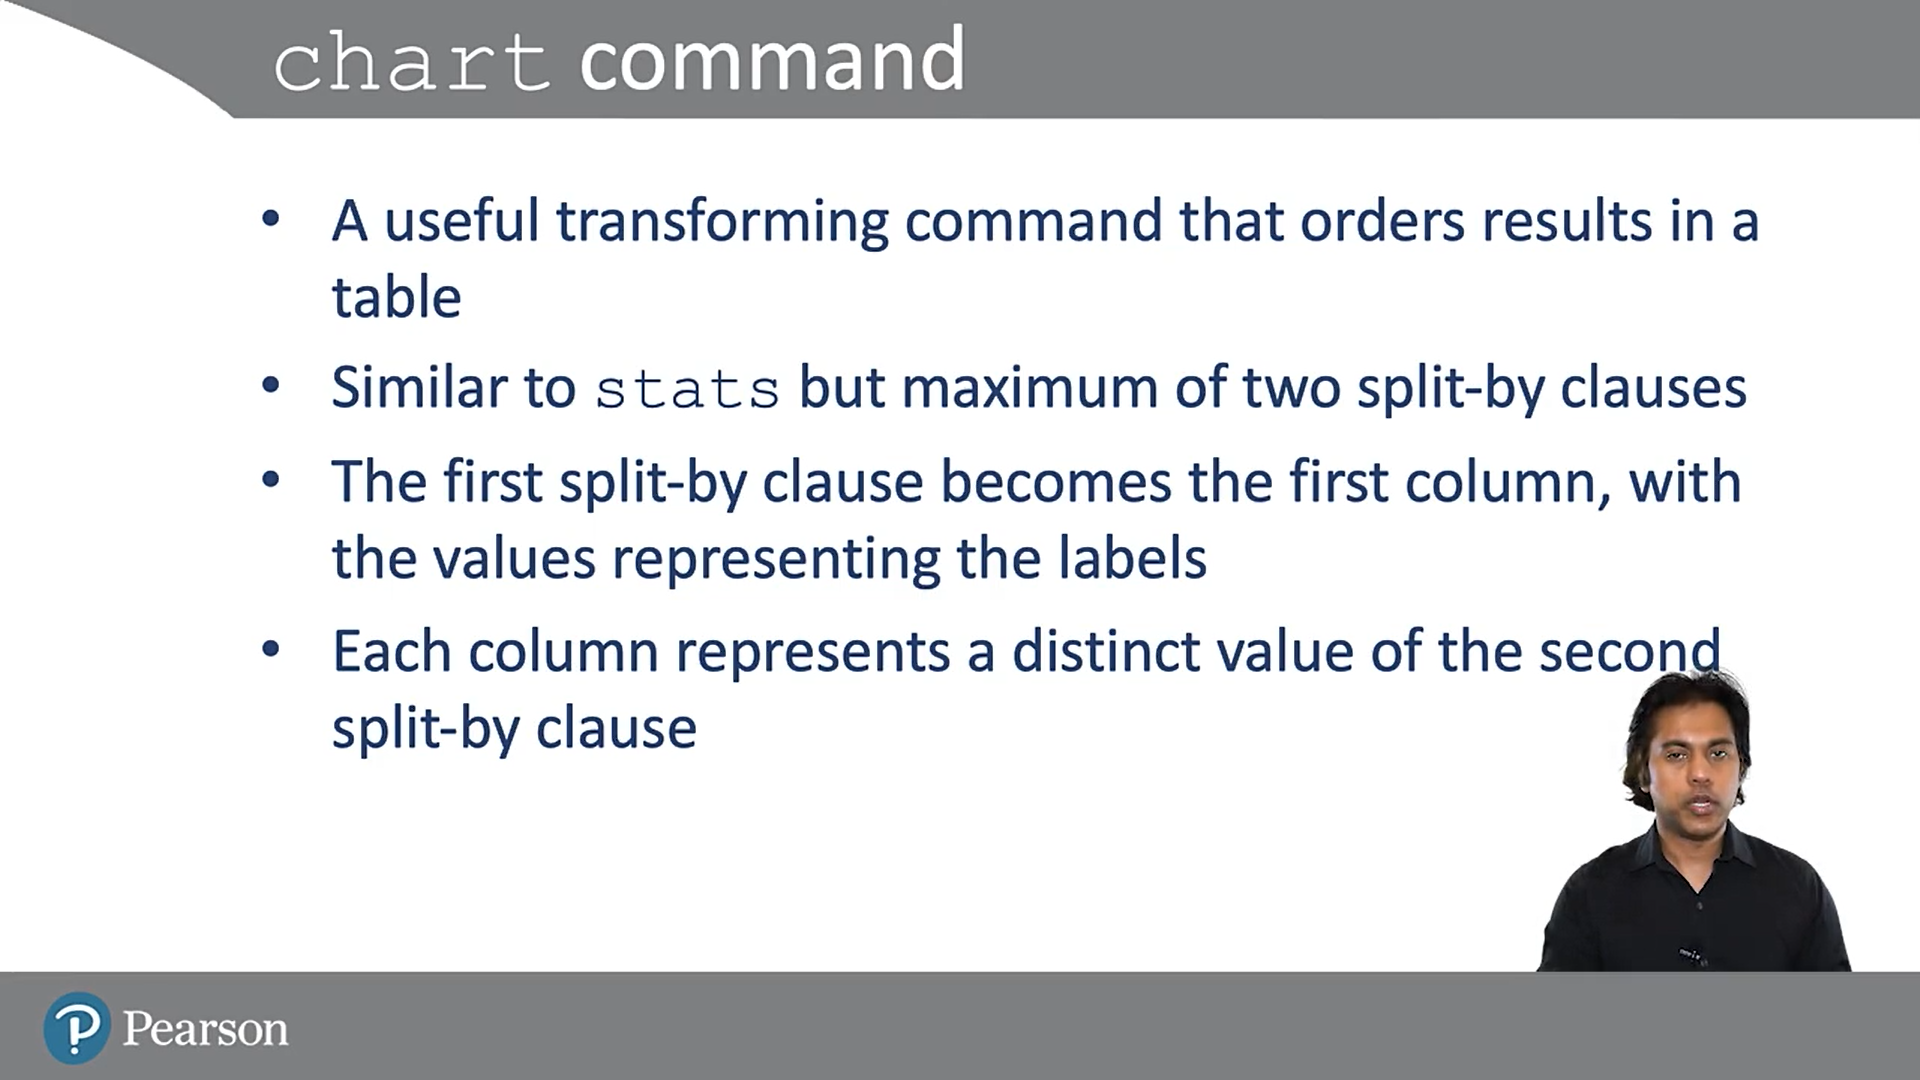 chart command
• A useful transforming command that orders results in a
table
• Similar to stats but maximum of two split-by clauses
• The first split-by clause becomes the first column, with
the values representing the labels
• Each column represents a distinct value of the second
split-by clause
Pearson